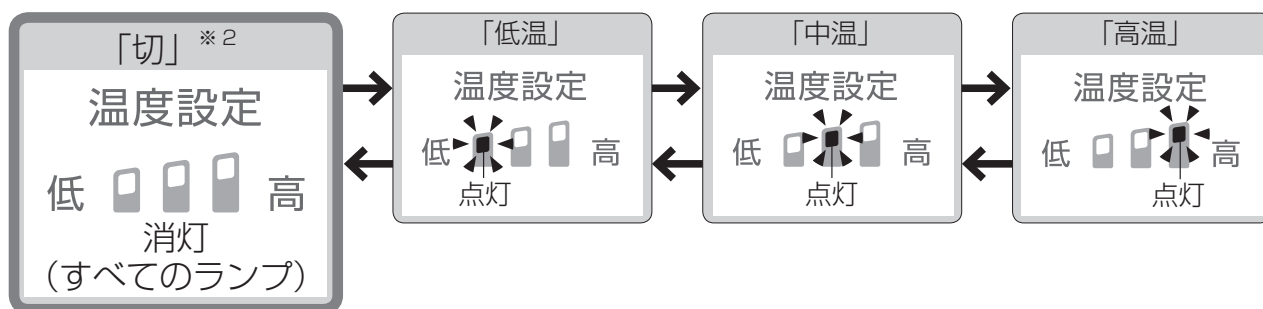 「切」※2
温度設定
低 高
消灯
(すべてのランプ)
「低温」
温度設定
低 高
点灯
「中温」
温度設定
低 高
点灯
「高温」
温度設定
低 高
点灯